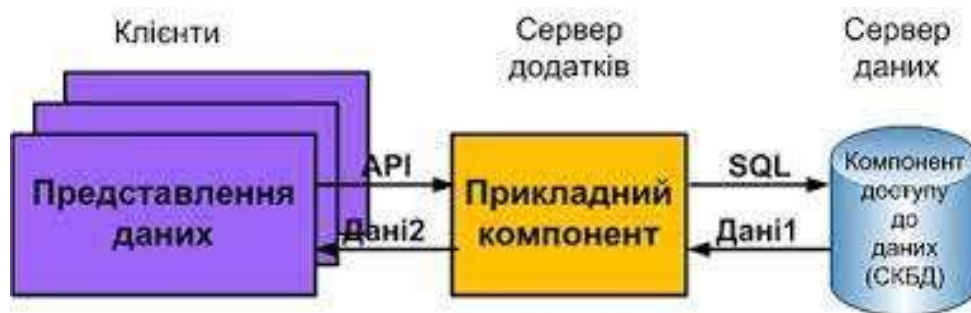 Клієнти
Сервер
додатків
Сервер
даних
Представлення
даних
API
Дані2
Прикладний
компонент
SQL
Дані1
Компонент
доступу
до
даних
(СКБД)